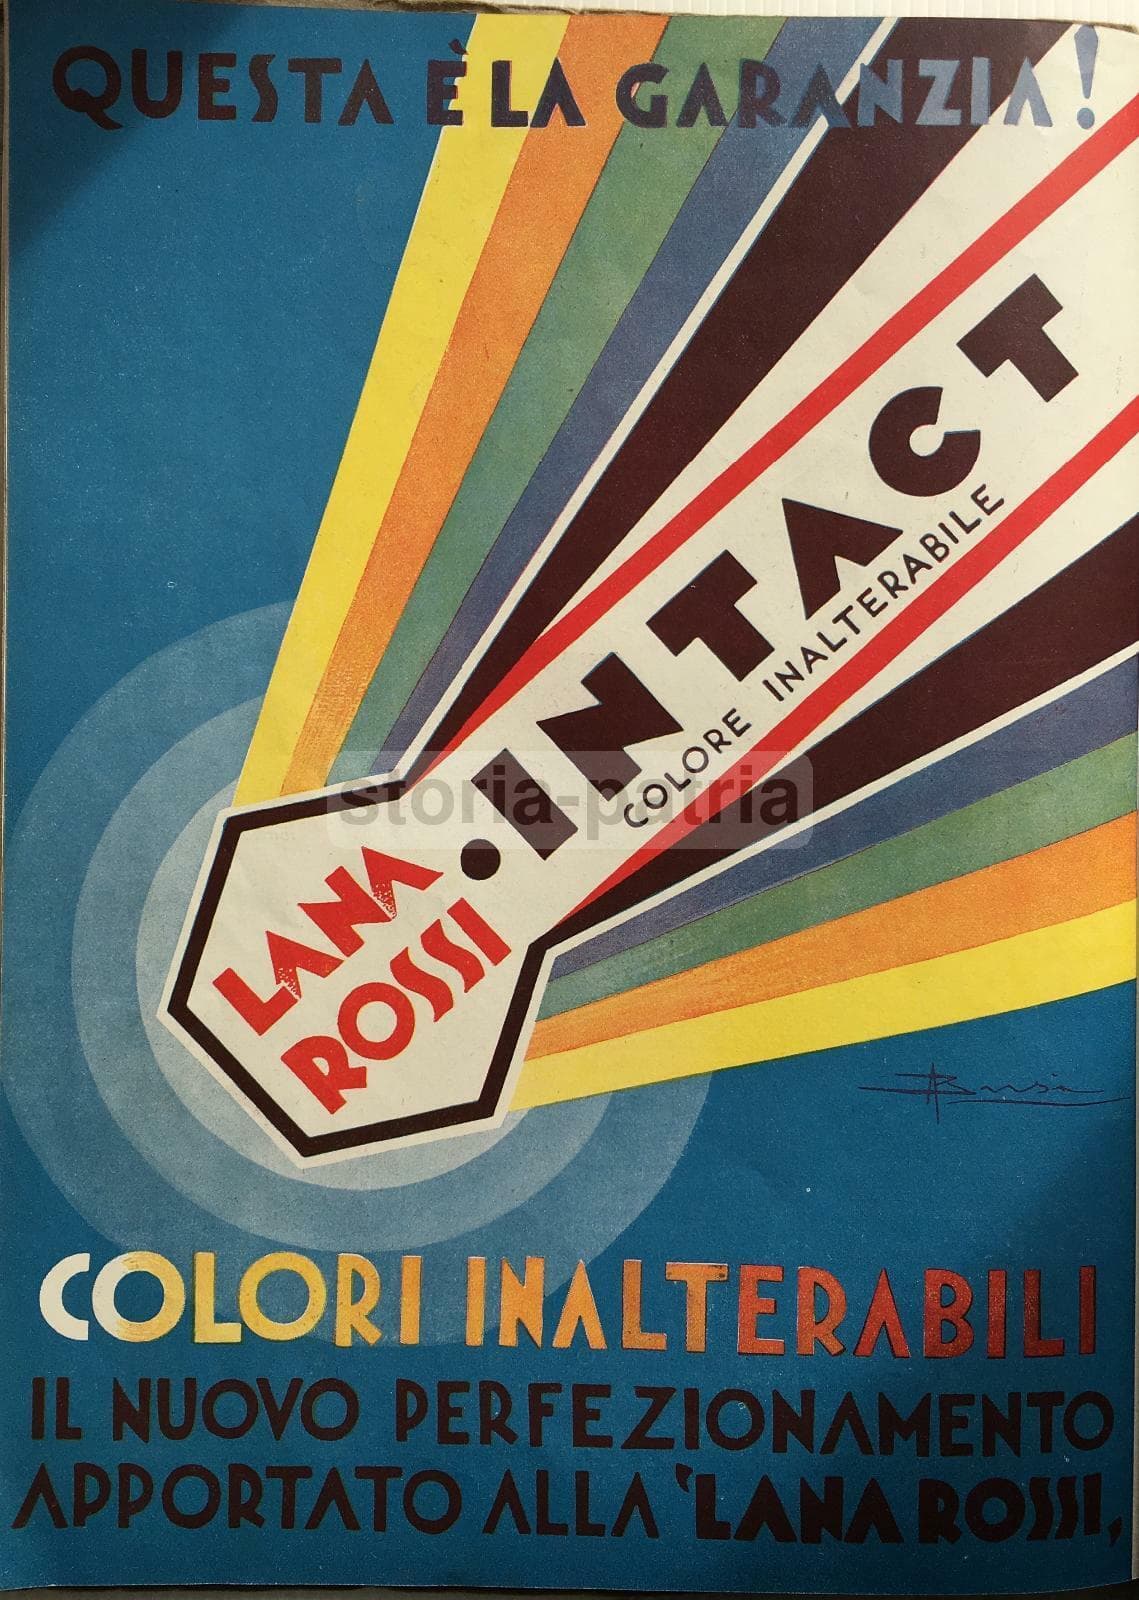 QUESTA È LA GARANZIA!
INTACT
COLORE INALTERABILE
LANA
ROSSI
storia-patria
Busi
COLORI INALTERABILI
IL NUOVO PERFEZIONAMENTO
APPORTATO ALLA 'LANA ROSSI,